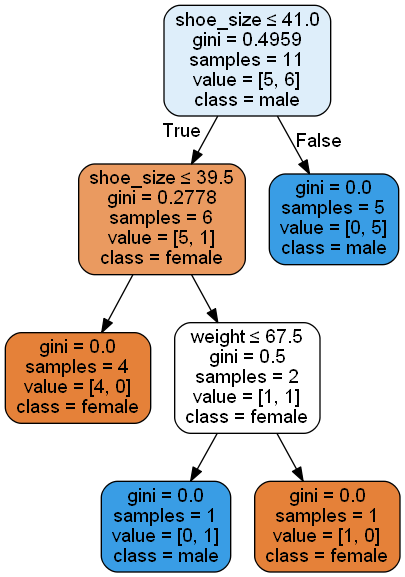 shoe_size ≤ 41.0
gini = 0.4959
samples = 11
value = [5, 6]
class = male
True
False
shoe_size ≤ 39.5
gini = 0.2778
samples = 6
value = [5, 1]
class = female
gini = 0.0
samples = 5
value = [0, 5]
class = male
gini = 0.0
samples = 4
value = [4, 0]
class = female
weight ≤ 67.5
gini = 0.5
samples = 2
value = [1, 1]
class = female
gini = 0.0
samples = 1
value = [0, 1]
class = male
gini = 0.0
samples = 1
value = [1, 0]
class = female